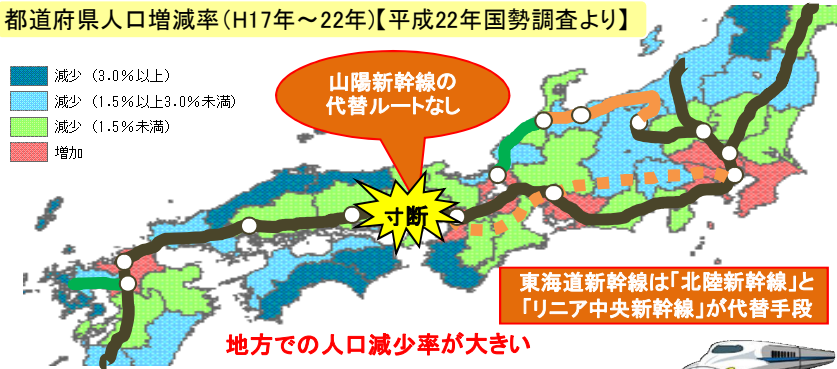 都道府県人口増減率（H17年～22年）【平成22年国勢調査より】
減少（3.0％以上）
減少（1.5％以上3.0％未満）
減少（1.5％未満）
増加
山陽新幹線の
代替ルートなし
寸断
東海道新幹線は「北陸新幹線」と
「リニア中央新幹線」が代替手段
地方での人口減少率が大きい